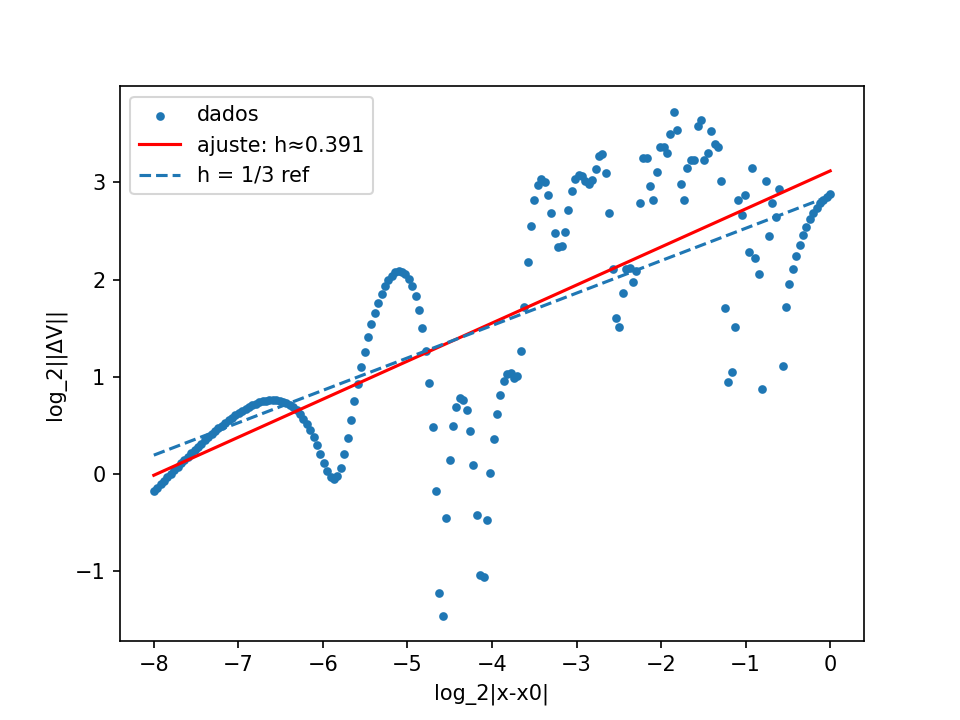 dados
ajuste: h≈0.391
h = 1/3 ref
3
2
1
0
−1
log_2||ΔV||
−8
−7
−6
−5
−4
−3
−2
−1
0
log_2|x-x0|